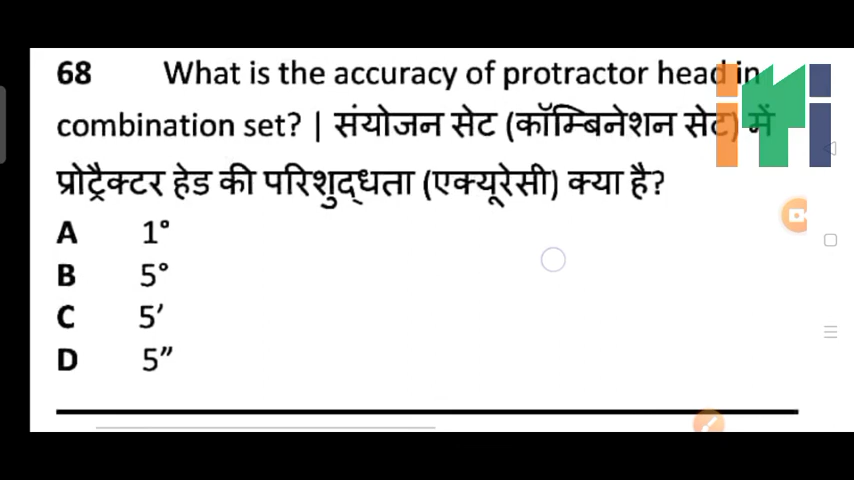 68 What is the accuracy of protractor head in
combination set? | संयोजन सेट (कॉम्बिनेशन सेट) में
प्रोट्रैक्टर हेड की परिशुद्धता (एक्यूरेसी) क्या है?
A 1°
B 5°
C 5′
D 5″